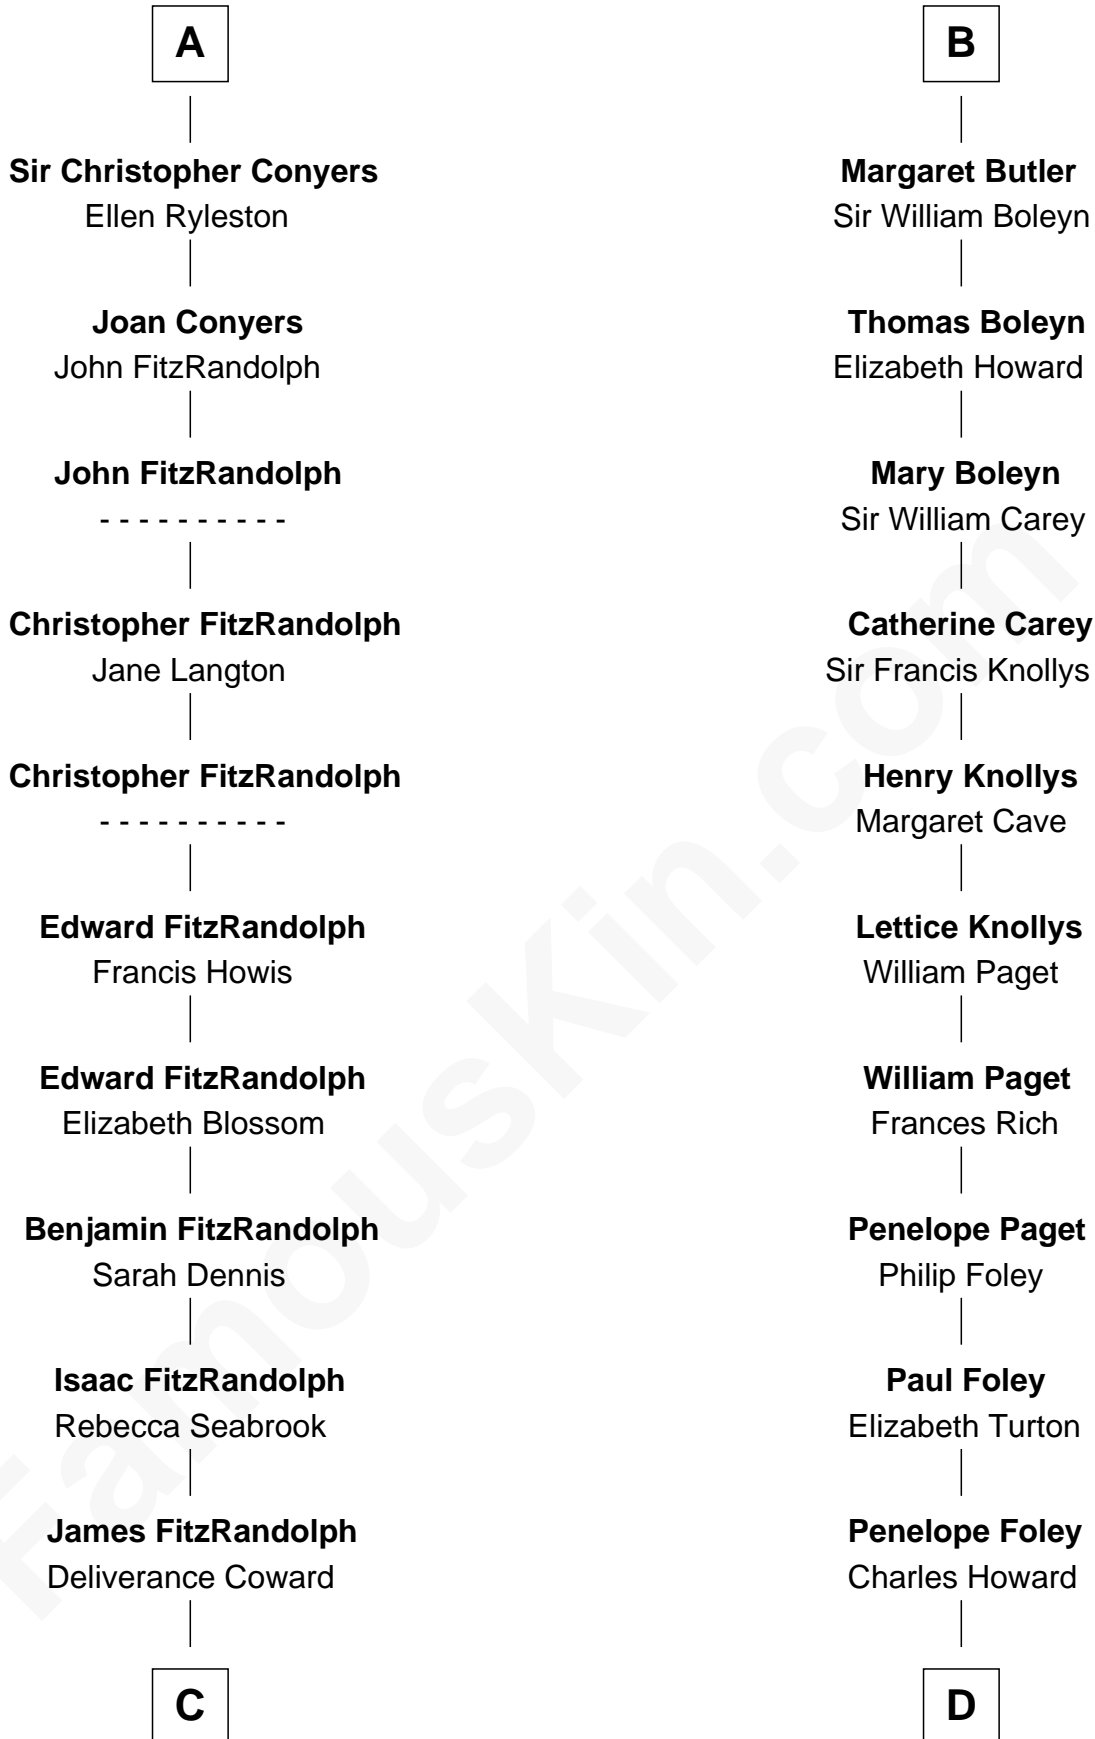 A
Sir Christopher Conyers
Ellen Ryleston
Joan Conyers
John FitzRandolph
John FitzRandolph
- - - - - - - - - -
Christopher FitzRandolph
Jane Langton
Christopher FitzRandolph
- - - - - - - - - -
Edward FitzRandolph
Francis Howis
Edward FitzRandolph
Elizabeth Blossom
Benjamin FitzRandolph
Sarah Dennis
Isaac FitzRandolph
Rebecca Seabrook
James FitzRandolph
Deliverance Coward
C
B
Margaret Butler
Sir William Boleyn
Thomas Boleyn
Elizabeth Howard
Mary Boleyn
Sir William Carey
Catherine Carey
Sir Francis Knollys
Henry Knollys
Margaret Cave
Lettice Knollys
William Paget
William Paget
Frances Rich
Penelope Paget
Philip Foley
Paul Foley
Elizabeth Turton
Penelope Foley
Charles Howard
D
FamousKin.com